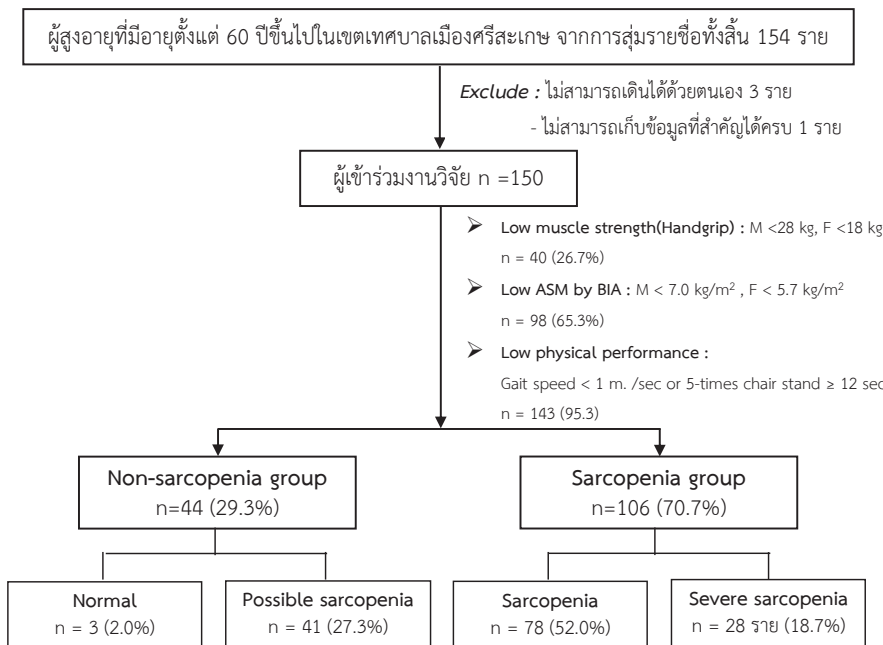 ผู้สูงอายุที่มีอายุตั้งแต่ 60 ปีขึ้นไปในเขตเทศบาลเมืองศรีสะเกษ จากการสุ่มรายชื่อทั้งสิ้น 154 ราย
Exclude : ไม่สามารถเดินได้ด้วยตนเอง 3 ราย
- ไม่สามารถเก็บข้อมูลที่สำคัญได้ครบ 1 ราย
ผู้เข้าร่วมงานวิจัย n =150
➢ Low muscle strength(Handgrip) : M <28 kg, F <18 kg
n = 40 (26.7%)
➢ Low ASM by BIA : M < 7.0 kg/m² , F < 5.7 kg/m²
n = 98 (65.3%)
➢ Low physical performance :
Gait speed < 1 m. /sec or 5-times chair stand ≥ 12 sec
n = 143 (95.3)
Non-sarcopenia group
n=44 (29.3%)
Sarcopenia group
n=106 (70.7%)
Normal
n = 3 (2.0%)
Possible sarcopenia
n = 41 (27.3%)
Sarcopenia
n = 78 (52.0%)
Severe sarcopenia
n = 28 ราย (18.7%)